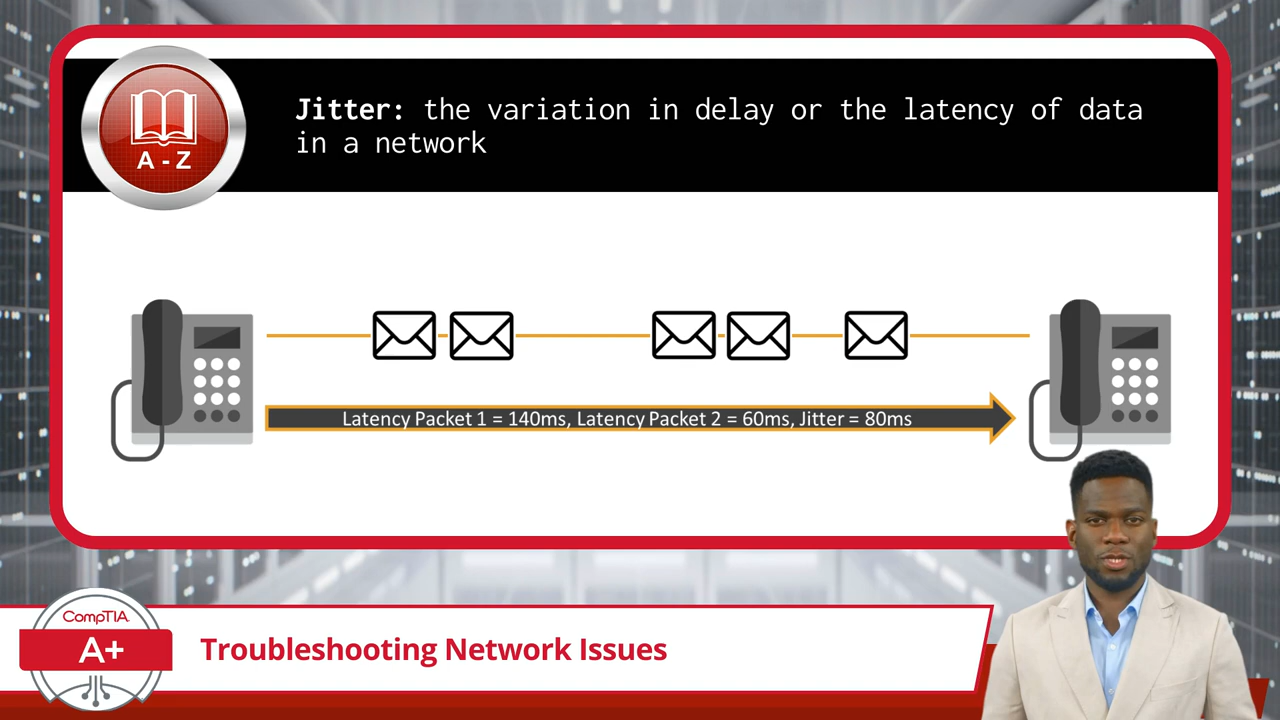 Jitter: the variation in delay or the latency of data
in a network
A - Z
Latency Packet 1 = 140ms, Latency Packet 2 = 60ms, Jitter = 80ms
CompTIA
A+
Troubleshooting Network Issues